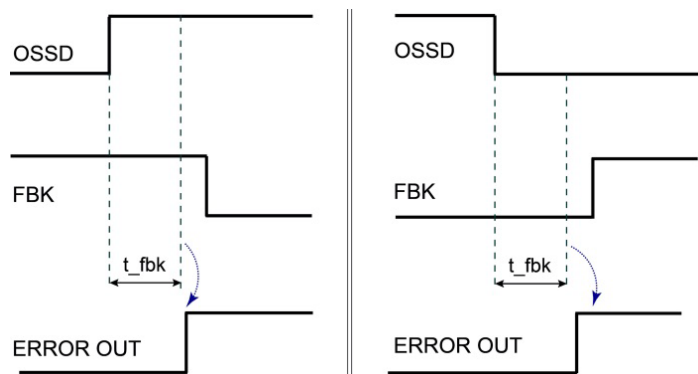 OSSD
FBK
t_fbk
ERROR OUT
OSSD
FBK
t_fbk
ERROR OUT